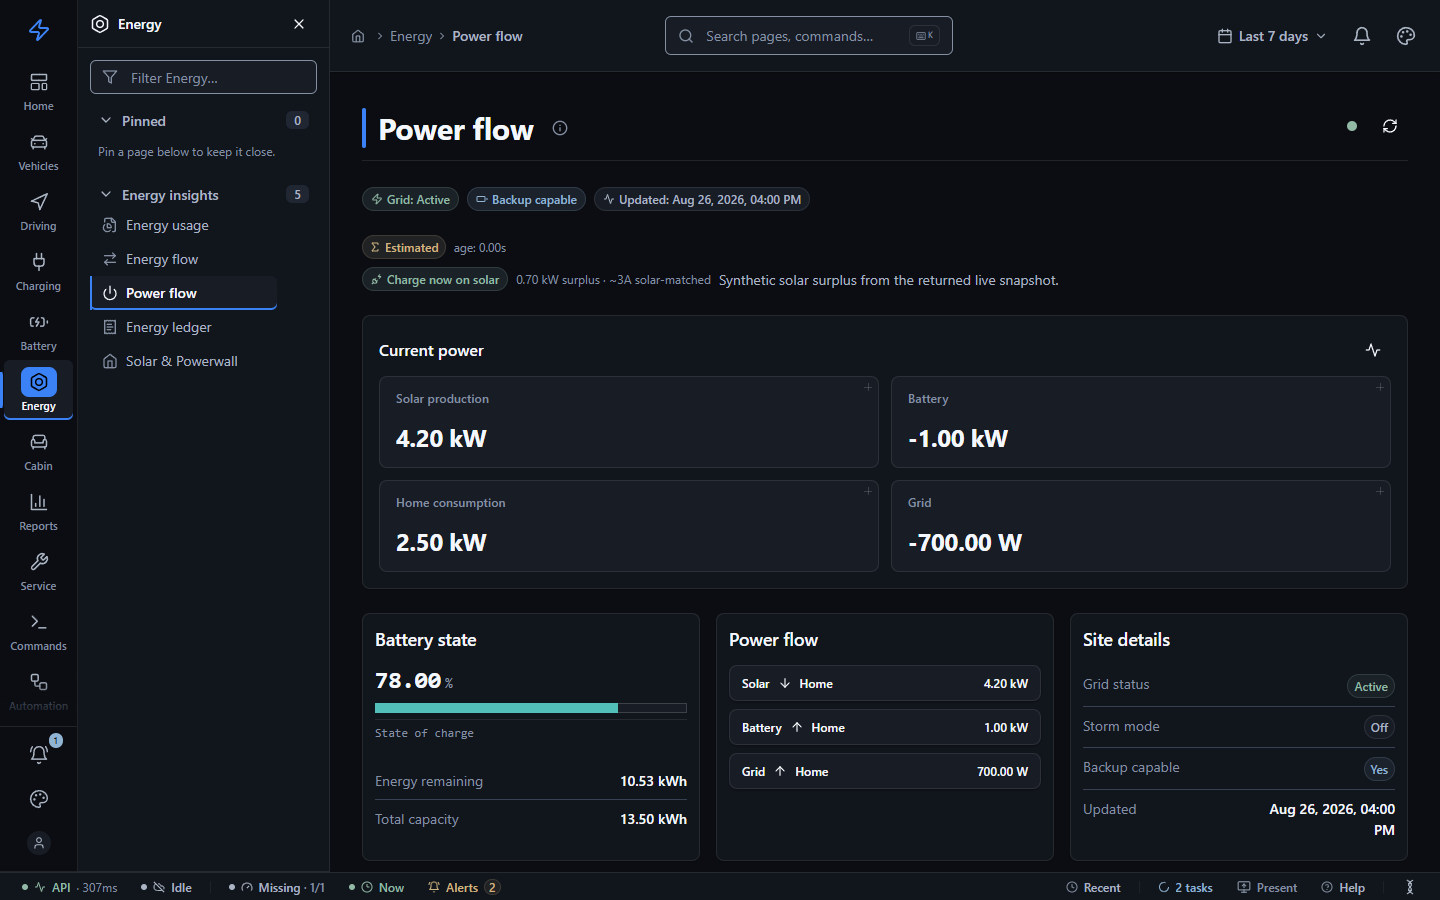 Energy
Filter Energy...
Home
Vehicles
Driving
Charging
Battery
Energy
Cabin
Reports
Service
Commands
Automation
1
Pinned
0
Pin a page below to keep it close.
Energy insights
5
Energy usage
Energy flow
Power flow
Energy ledger
Solar & Powerwall
Energy
Power flow
Search pages, commands...
K
Last 7 days
Power flow
Grid: Active
Backup capable
Updated: Aug 26, 2026, 04:00 PM
Estimated
age: 0.00s
Charge now on solar
0.70 kW surplus · ~3A solar-matched
Synthetic solar surplus from the returned live snapshot.
Current power
Solar production
4.20 kW
Battery
-1.00 kW
Home consumption
2.50 kW
Grid
-700.00 W
Battery state
78.00 %
State of charge
Energy remaining
10.53 kWh
Total capacity
13.50 kWh
Power flow
Solar ↓ Home
4.20 kW
Battery ↑ Home
1.00 kW
Grid ↑ Home
700.00 W
Site details
Grid status
Active
Storm mode
Off
Backup capable
Yes
Updated
Aug 26, 2026, 04:00
PM
API · 307ms
Idle
Missing · 1/1
Now
Alerts 2
Recent
2 tasks
Present
Help